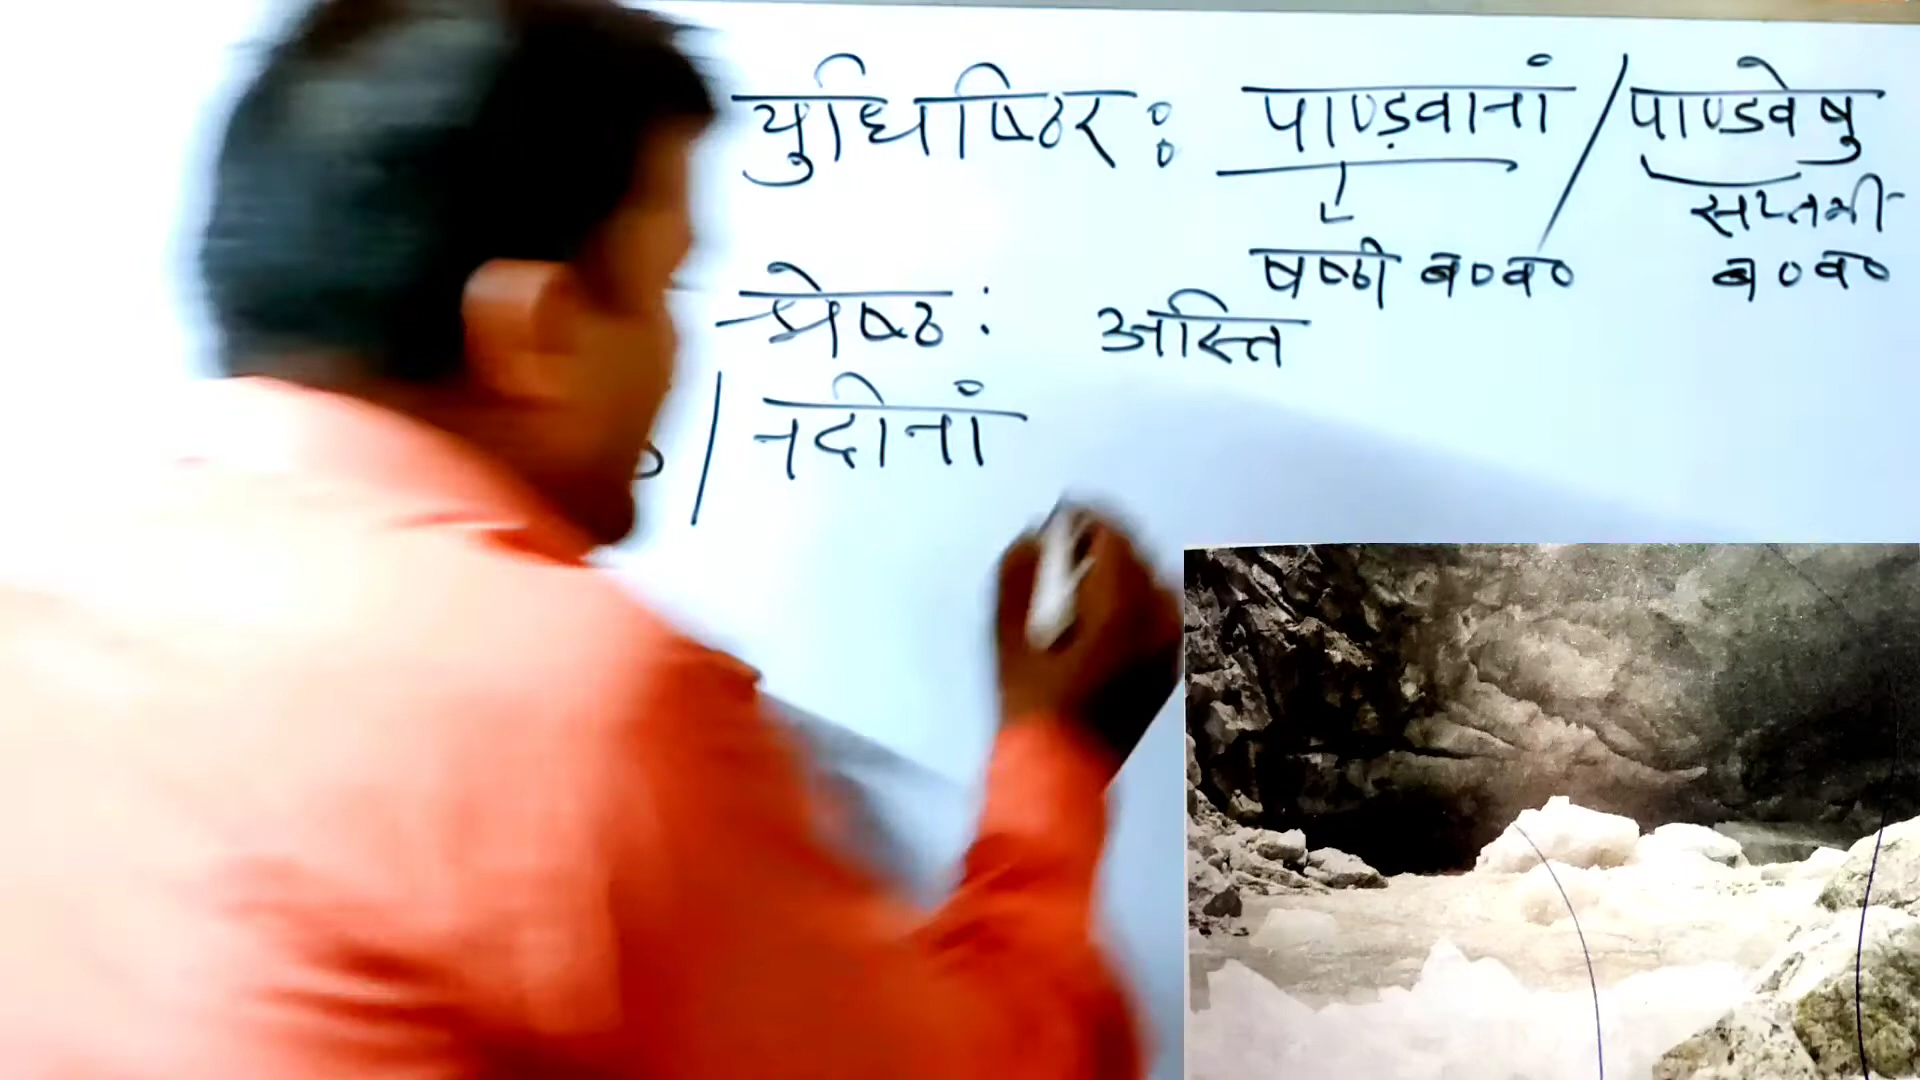 युधिष्ठिर: पाण्ड़वानां / पाण्डवेषु
सप्तमी
षष्ठी ब०व० ब०व०
श्रेष्ठ: अस्ति
/ नदीनां